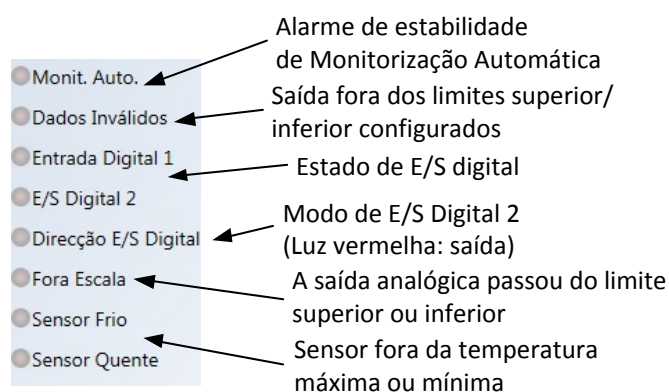 Alarme de estabilidade
de Monitorização Automática
Monit. Auto.
Saída fora dos limites superior/
inferior configurados
Dados Inválidos
Entrada Digital 1
Estado de E/S digital
E/S Digital 2
Modo de E/S Digital 2
(Luz vermelha: saída)
Direcção E/S Digital
A saída analógica passou do limite
superior ou inferior
Fora Escala
Sensor Frio
Sensor fora da temperatura
máxima ou mínima
Sensor Quente